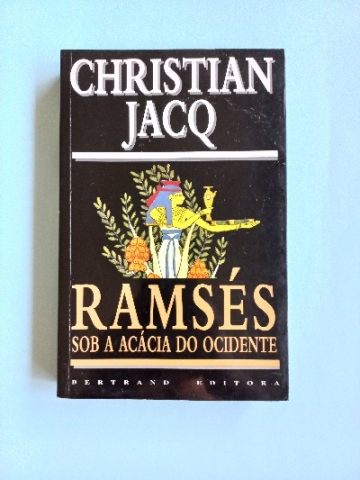 CHRISTIAN
JACQ
RAMSÉS
SOB A ACÁCIA DO OCIDENTE
BERTRAND EDITORA